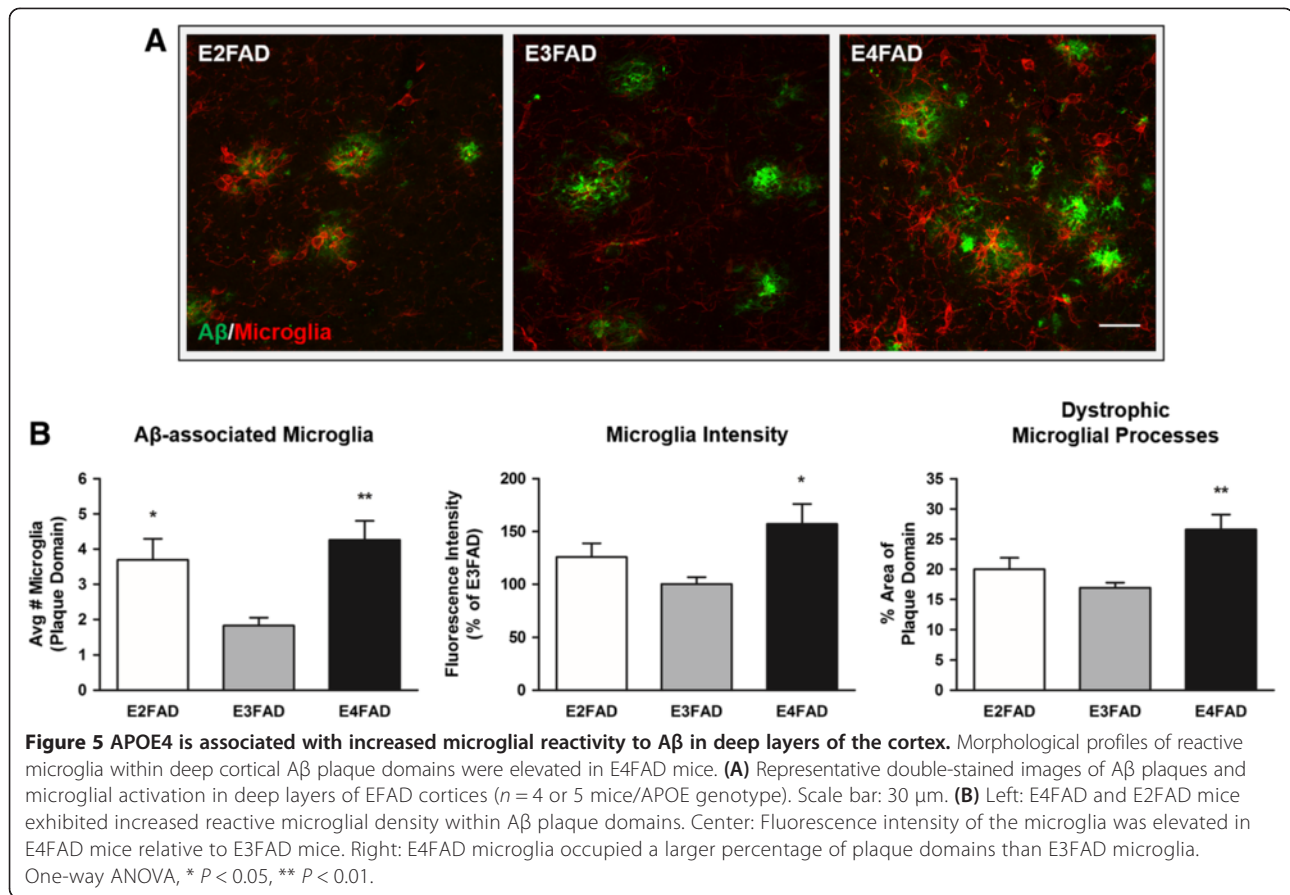 A
E2FAD
E3FAD
E4FAD
Aβ/Microglia
B
Aβ-associated Microglia
Avg # Microglia
(Plaque Domain)
6
5
4
3
2
1
0
*
**
E2FAD
E3FAD
E4FAD
Microglia Intensity
Fluorescence Intensity
(% of E3FAD)
200
150
100
50
0
*
E2FAD
E3FAD
E4FAD
Dystrophic
Microglial Processes
% Area of
Plaque Domain
35
30
25
20
15
10
5
0
**
E2FAD
E3FAD
E4FAD
Figure 5 APOE4 is associated with increased microglial reactivity to Aβ in deep layers of the cortex. Morphological profiles of reactive
microglia within deep cortical Aβ plaque domains were elevated in E4FAD mice. (A) Representative double-stained images of Aβ plaques and
microglial activation in deep layers of EFAD cortices (n = 4 or 5 mice/APOE genotype). Scale bar: 30 μm. (B) Left: E4FAD and E2FAD mice
exhibited increased reactive microglial density within Aβ plaque domains. Center: Fluorescence intensity of the microglia was elevated in
E4FAD mice relative to E3FAD mice. Right: E4FAD microglia occupied a larger percentage of plaque domains than E3FAD microglia.
One-way ANOVA, * P < 0.05, ** P < 0.01.